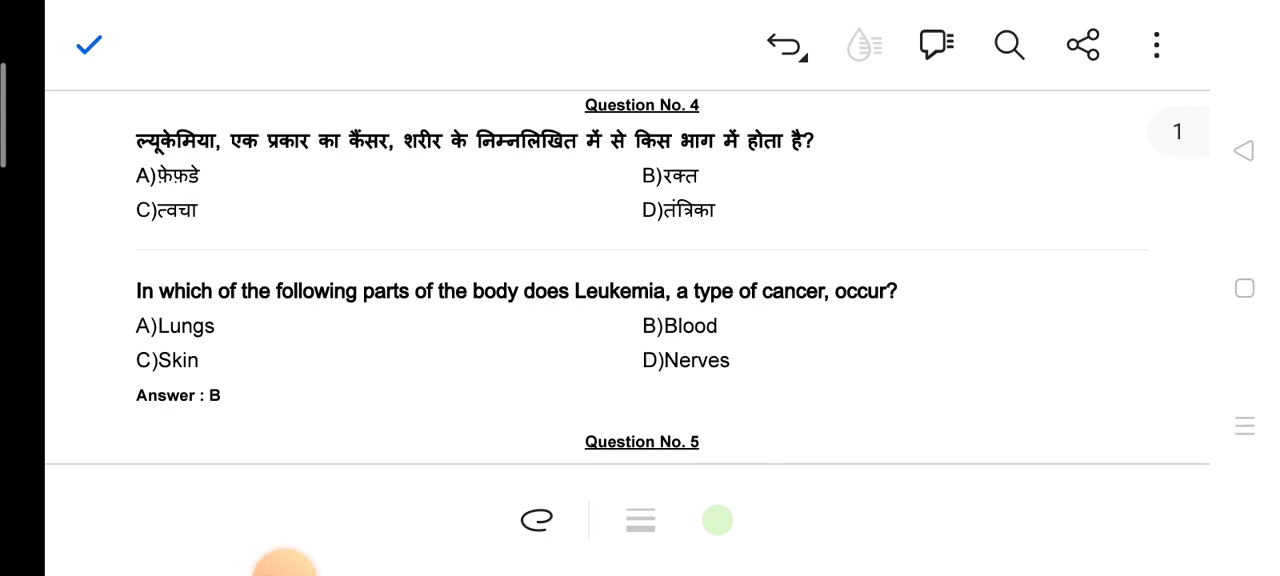 Question No. 4
1
ल्यूकेमिया, एक प्रकार का कैंसर, शरीर के निम्नलिखित में से किस भाग में होता है?
A)फ़ेफ़डे B)रक्त
C)त्वचा D)तंत्रिका
In which of the following parts of the body does Leukemia, a type of cancer, occur?
A)Lungs B)Blood
C)Skin D)Nerves
Answer : B
Question No. 5